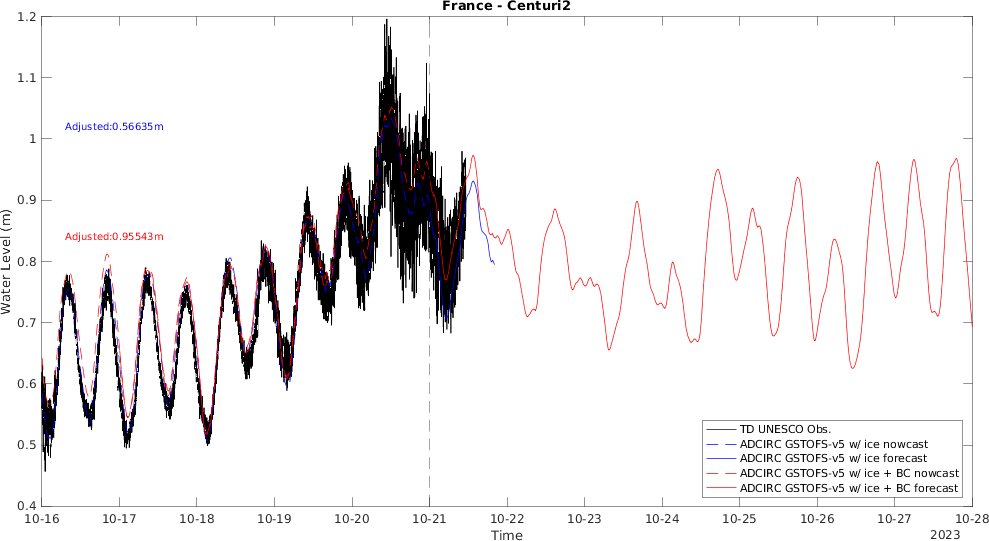 France - Centuri2
1.2
1.1
1
0.9
0.8
0.7
0.6
0.5
0.4
Water Level (m)
Adjusted:0.56635m
Adjusted:0.95543m
TD UNESCO Obs.
ADCIRC GSTOFS-v5 w/ ice nowcast
ADCIRC GSTOFS-v5 w/ ice forecast
ADCIRC GSTOFS-v5 w/ ice + BC nowcast
ADCIRC GSTOFS-v5 w/ ice + BC forecast
10-16 10-17 10-18 10-19 10-20 10-21 10-22 10-23 10-24 10-25 10-26 10-27 10-28
Time
2023